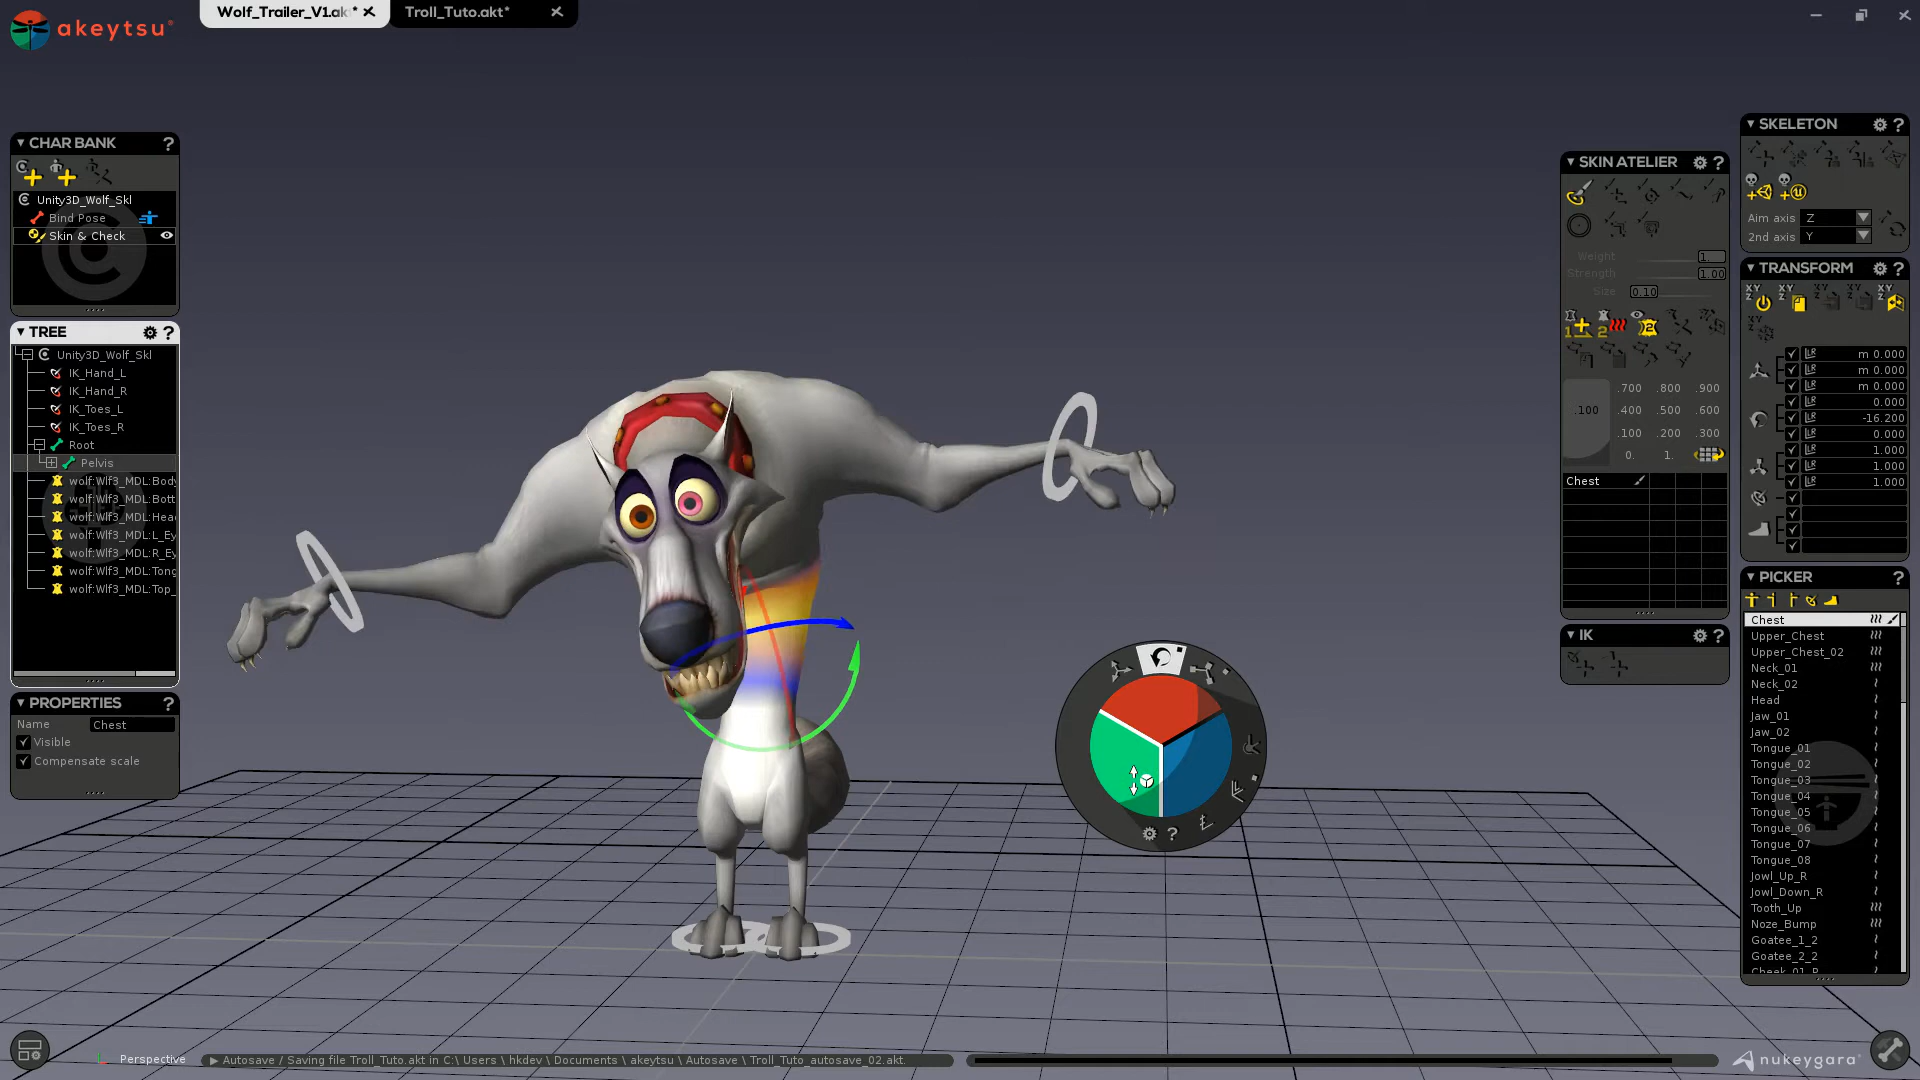 Wolf_Trailer_V1.ak*
Troll_Tuto.akt*
akeytsu
CHAR BANK
?
Unity3D_Wolf_Skl
Bind Pose
Skin & Check
TREE
?
Unity3D_Wolf_Skl
IK_Hand_L
IK_Hand_R
IK_Toes_L
IK_Toes_R
Root
Pelvis
wolf:Wlf3_MDL:Body
wolf:Wlf3_MDL:Bott
wolf:Wlf3_MDL:Hea
wolf:Wlf3_MDL:L_Ey
wolf:Wlf3_MDL:R_Ey
wolf:Wlf3_MDL:Tong
wolf:Wlf3_MDL:Top_
PROPERTIES
?
Name
Chest
Visible
Compensate scale
?
SKIN ATELIER
?
Weight
1.
Strength
1.00
Size
0.10
1 2 2
.100
.700 .800 .900
.400 .500 .600
.100 .200 .300
0. 1.
Chest
IK
?
SKELETON
?
Aim axis Z
2nd axis Y
TRANSFORM
?
m 0.000
m 0.000
m 0.000
0.000
-16.200
0.000
1.000
1.000
1.000
PICKER
?
Chest
Upper_Chest
Upper_Chest_02
Neck_01
Neck_02
Head
Jaw_01
Jaw_02
Tongue_01
Tongue_02
Tongue_03
Tongue_04
Tongue_05
Tongue_06
Tongue_07
Tongue_08
Jowl_Up_R
Jowl_Down_R
Tooth_Up
Noze_Bump
Goatee_1_2
Goatee_2_2
Cheek_01_R
Perspective
Autosave / Saving file Troll_Tuto.akt in C:\ Users \ hkdev \ Documents \ akeytsu \ Autosave \ Troll_Tuto_autosave_02.akt.
nukeygara